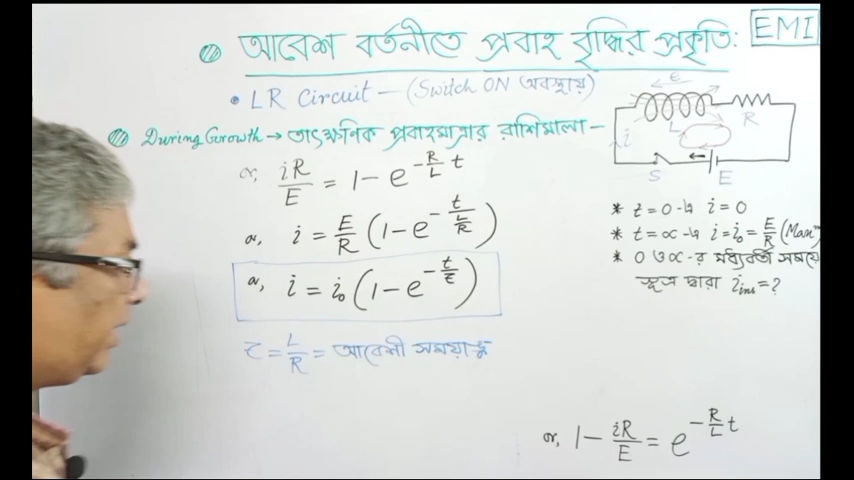 আবেশ বর্তনীতে প্রবাহ বৃদ্ধির প্রকৃতি:
EMI
• LR Circuit — (Switch ON অবস্থায়)
During Growth → তাৎক্ষণিক প্রবাহমাত্রার রাশিমালা —
or, iR/E = 1 - e^(-R/L t)
or, i = E/R (1 - e^(-t/(L/R)))
or, i = i₀ (1 - e^(-t/τ))
τ = L/R = আবেশী সময়াঙ্ক
ε
L
R
i
S
E
* t = 0 -এ i = 0
* t = ∝ -এ i = i₀ = E/R (Maxᵐ)
* 0 ও ∝ -র মধ্যবর্তী সময়ে
সূত্র দ্বারা i_ins = ?
or, 1 - iR/E = e^(-R/L t)